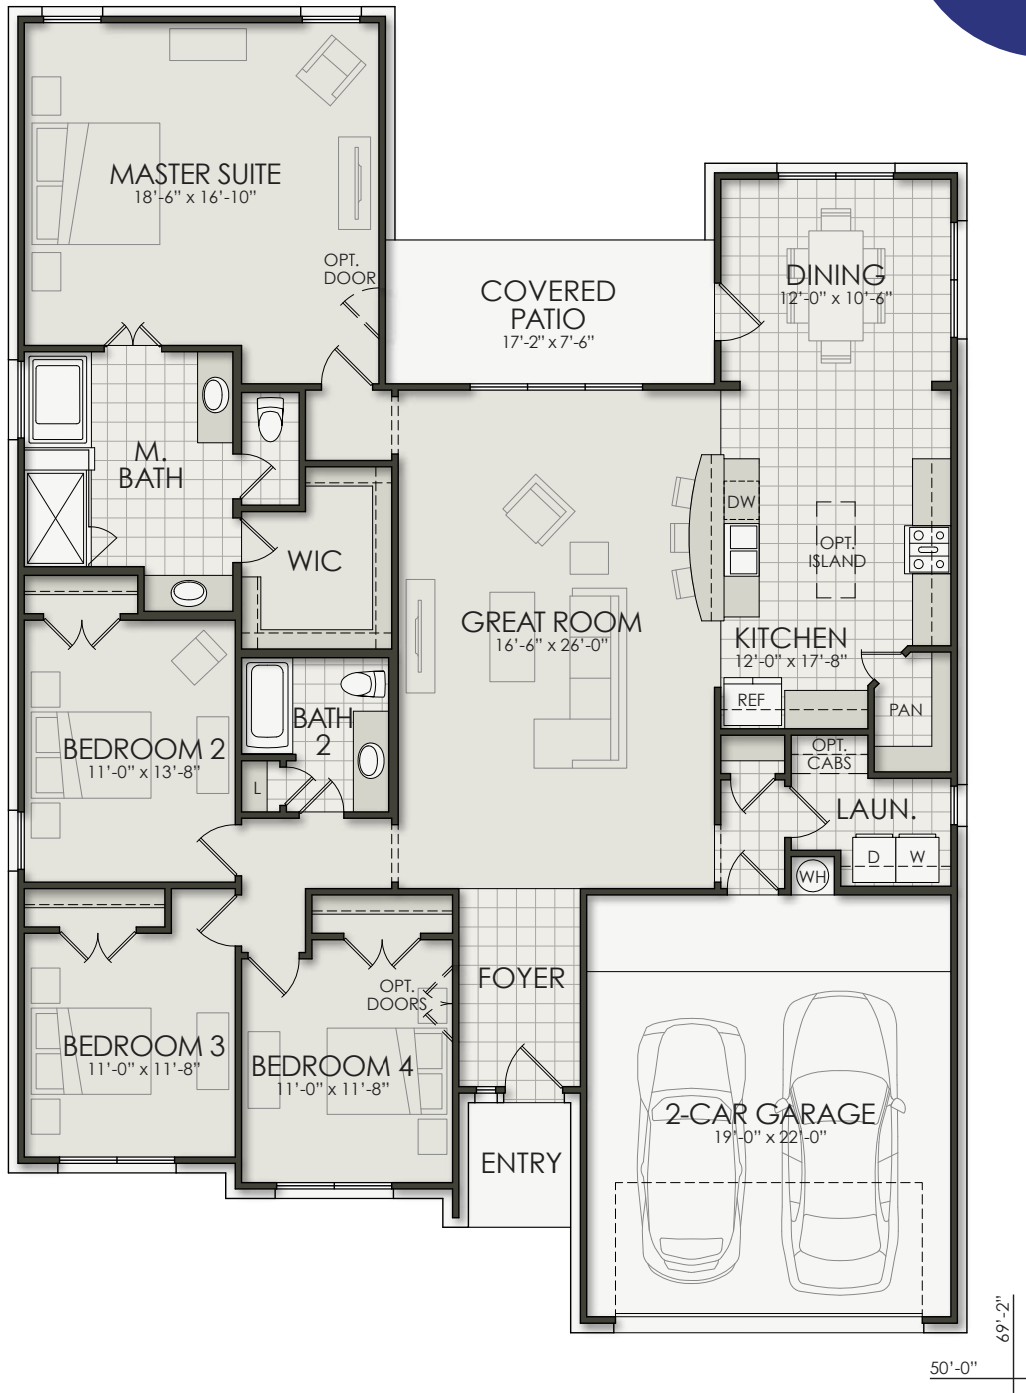 MASTER SUITE
18'-6" x 16'-10"
OPT.
DOOR
COVERED
PATIO
17'-2" x 7'-6"
DINING
12'-0" x 10'-6"
M.
BATH
WIC
DW
OPT.
ISLAND
GREAT ROOM
16'-6" x 26'-0"
KITCHEN
12'-0" x 17'-8"
REF
PAN
BATH
2
L
BEDROOM 2
11'-0" x 13'-8"
OPT.
CABS
LAUN.
D
W
WH
FOYER
OPT.
DOORS
BEDROOM 3
11'-0" x 11'-8"
BEDROOM 4
11'-0" x 11'-8"
2-CAR GARAGE
19'-0" x 22'-0"
ENTRY
69'-2"
50'-0"